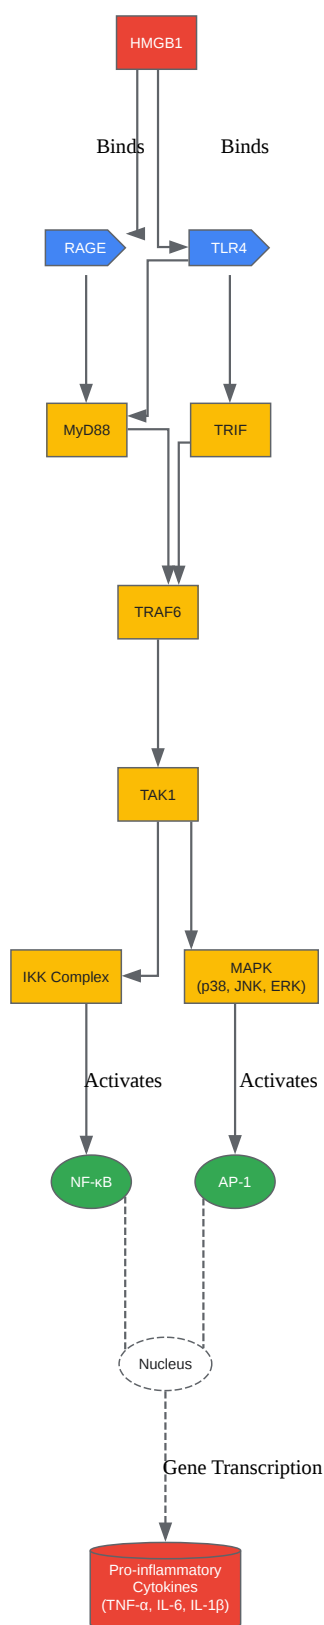 HMGB1
Binds
Binds
RAGE
TLR4
MyD88
TRIF
TRAF6
TAK1
IKK Complex
MAPK
(p38, JNK, ERK)
Activates
Activates
NF-κB
AP-1
Nucleus
Gene Transcription
Pro-inflammatory
Cytokines
(TNF-α, IL-6, IL-1β)